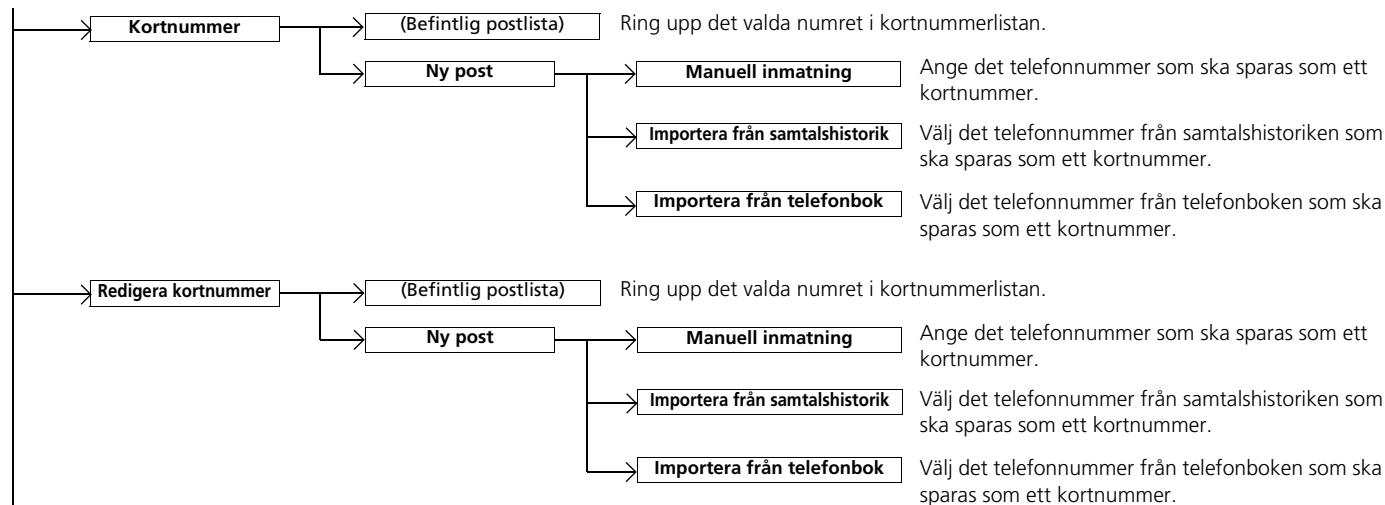 Kortnummer
(Befintlig postlista)
Ring upp det valda numret i kortnummerlistan.
Ny post
Manuell inmatning
Ange det telefonnummer som ska sparas som ett
kortnummer.
Importera från samtalshistorik
Välj det telefonnummer från samtalshistoriken som
ska sparas som ett kortnummer.
Importera från telefonbok
Välj det telefonnummer från telefonboken som ska
sparas som ett kortnummer.
Redigera kortnummer
(Befintlig postlista)
Ring upp det valda numret i kortnummerlistan.
Ny post
Manuell inmatning
Ange det telefonnummer som ska sparas som ett
kortnummer.
Importera från samtalshistorik
Välj det telefonnummer från samtalshistoriken som
ska sparas som ett kortnummer.
Importera från telefonbok
Välj det telefonnummer från telefonboken som ska
sparas som ett kortnummer.